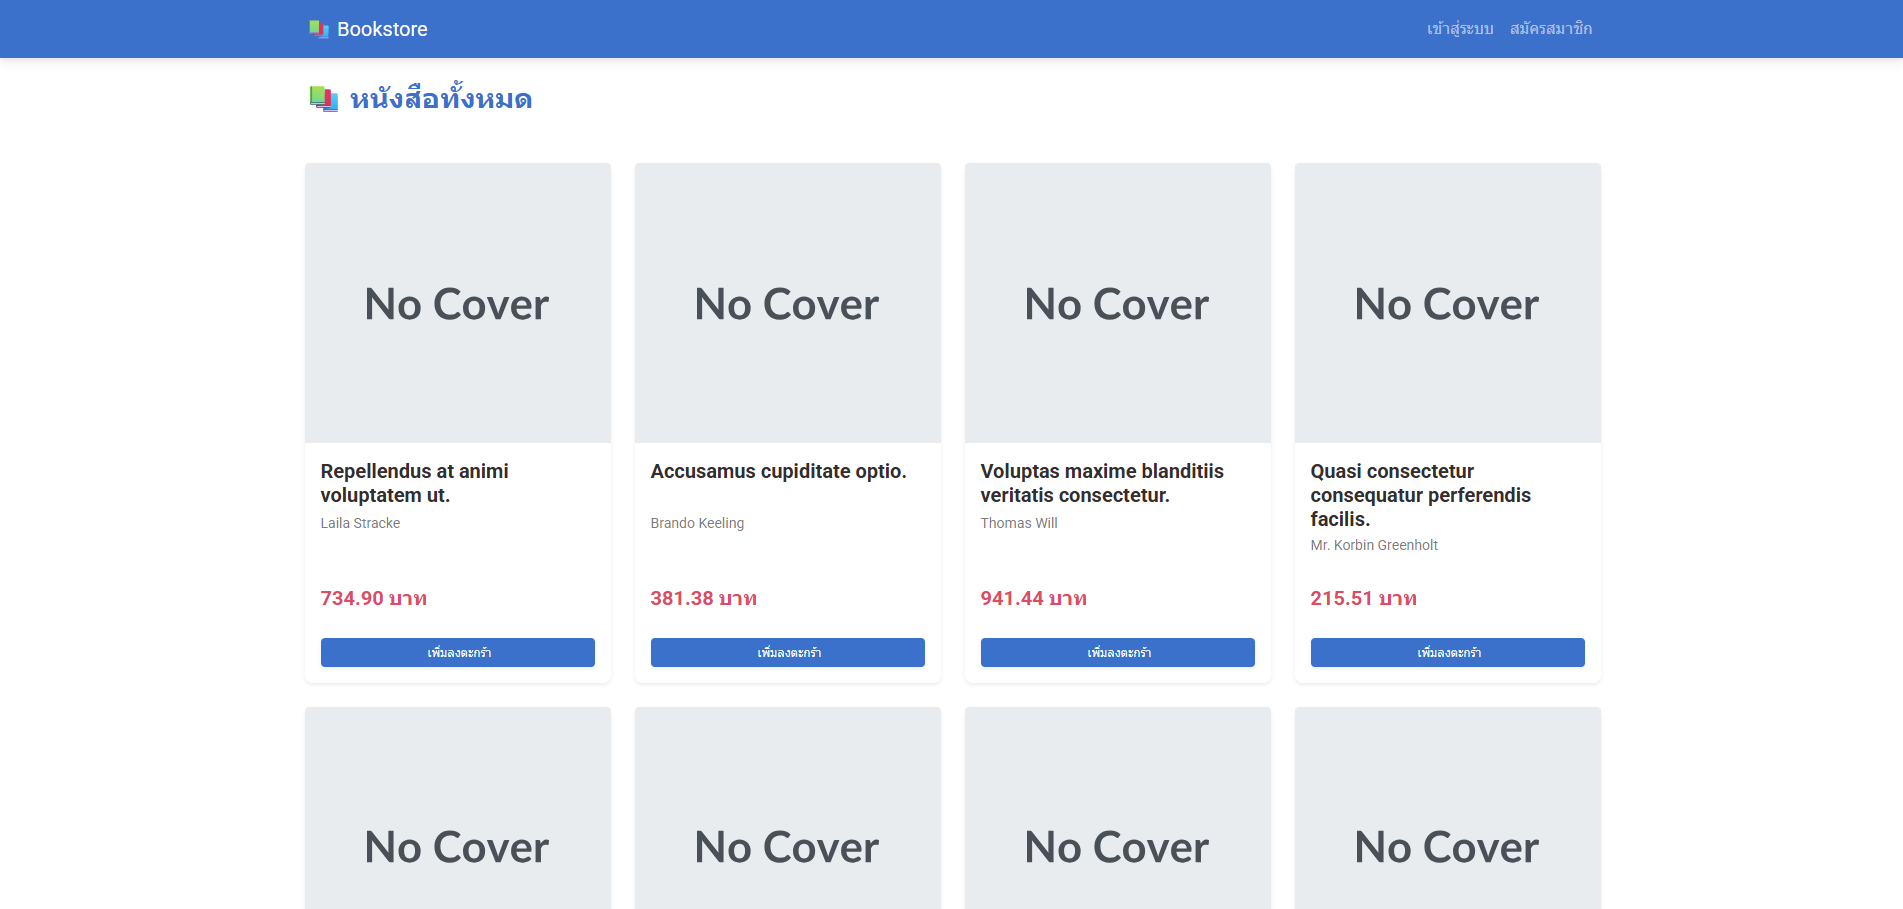 Bookstore
เข้าสู่ระบบ สมัครสมาชิก
หนังสือทั้งหมด
No Cover
No Cover
No Cover
No Cover
Repellendus at animi
voluptatem ut.
Laila Stracke
734.90 บาท
เพิ่มลงตะกร้า
Accusamus cupiditate optio.
Brando Keeling
381.38 บาท
เพิ่มลงตะกร้า
Voluptas maxime blanditiis
veritatis consectetur.
Thomas Will
941.44 บาท
เพิ่มลงตะกร้า
Quasi consectetur
consequatur perferendis
facilis.
Mr. Korbin Greenholt
215.51 บาท
เพิ่มลงตะกร้า
No Cover
No Cover
No Cover
No Cover